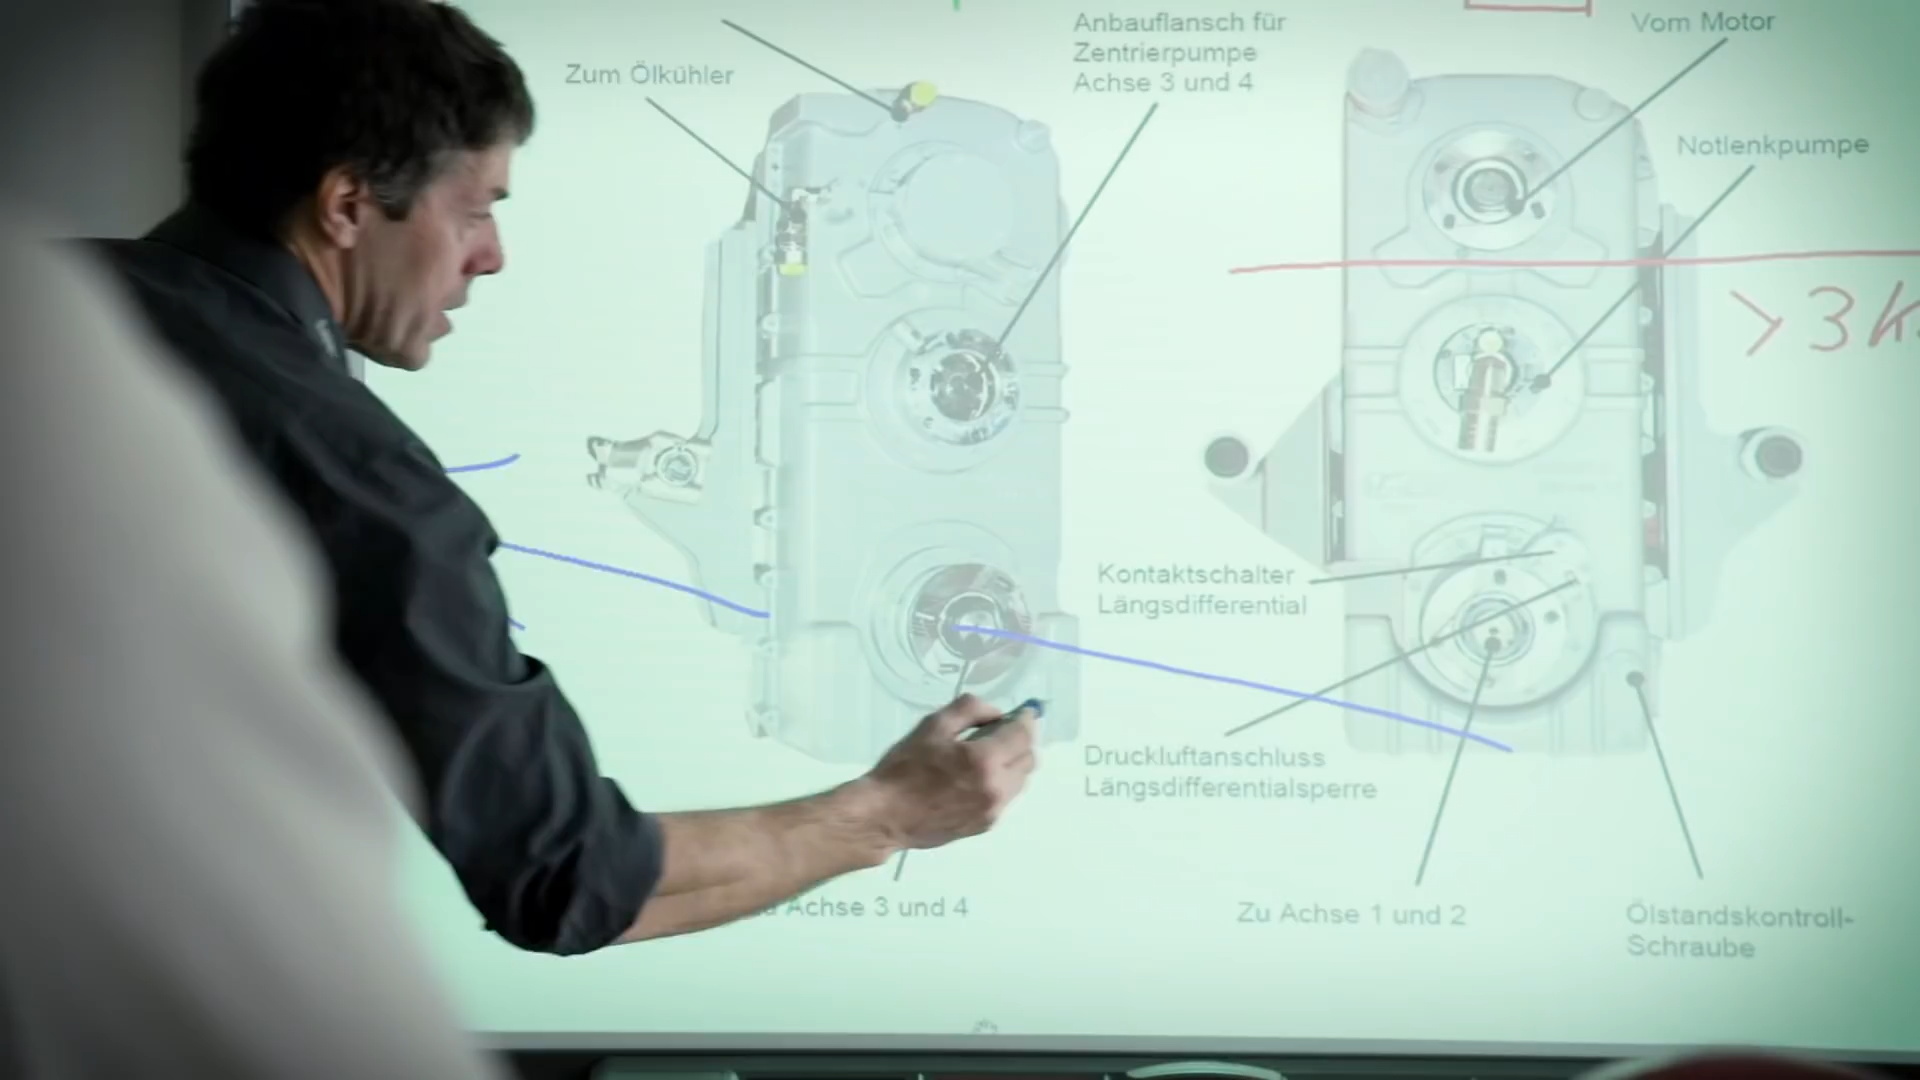 Zum Ölkühler
Anbauflansch für
Zentrierpumpe
Achse 3 und 4
Vom Motor
Notlenkpumpe
> 3
Kontaktschalter
Längsdifferential
Druckluftanschluss
Längsdifferentialsperre
Achse 3 und 4
Zu Achse 1 und 2
Ölstandskontroll-
Schraube